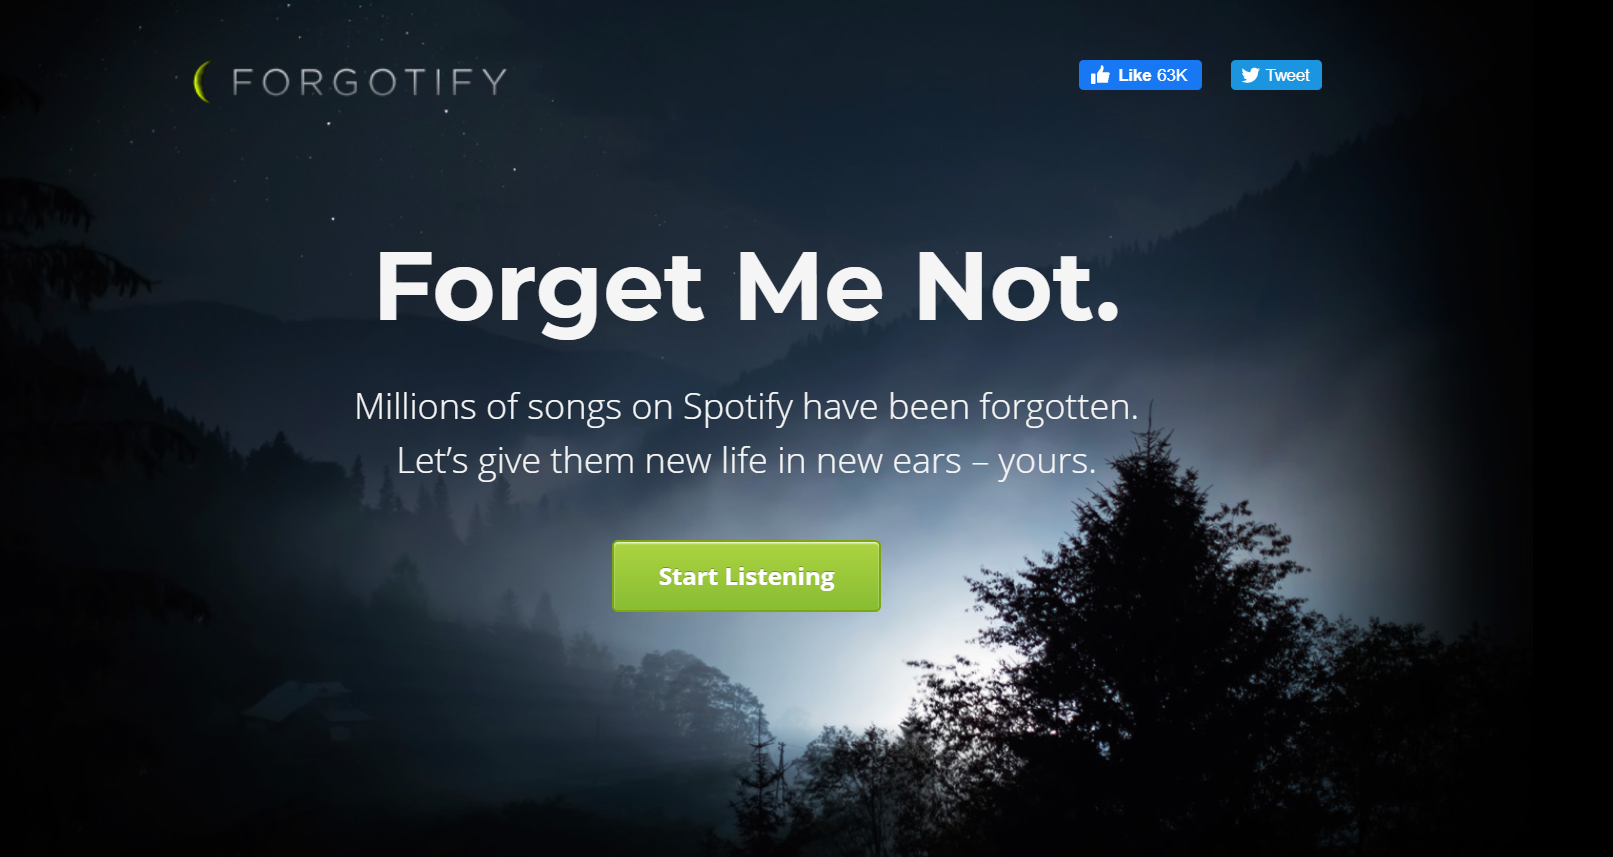 FORGOTIFY
Like 63K
Tweet
Forget Me Not.
Millions of songs on Spotify have been forgotten.
Let’s give them new life in new ears – yours.
Start Listening